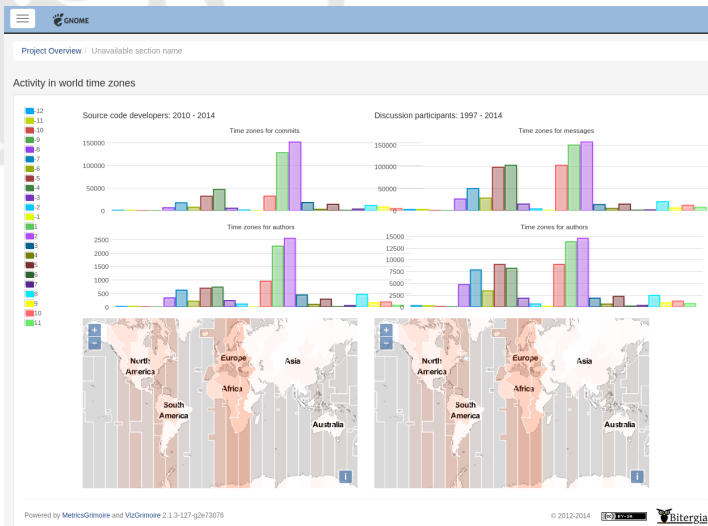 GNOME
Project Overview / Unavailable section name
Activity in world time zones
-12
-11
-10
-9
-8
-7
-6
-5
-4
-3
-2
-1
1
2
3
4
5
6
7
8
9
10
11
Source code developers: 2010 - 2014
Time zones for commits
150000
100000
50000
0
Time zones for authors
2500
2000
1500
1000
500
0
+
−
North America
Europe
Asia
Africa
South America
Australia
i
Discussion participants: 1997 - 2014
Time zones for messages
150000
100000
50000
0
Time zones for authors
15000
12500
10000
7500
5000
2500
0
+
−
North America
Europe
Asia
Africa
South America
Australia
i
Powered by MetricsGrimoire and VizGrimoire 2.1.3-127-g2e73076
© 2012-2014
(cc) BY-SA
Bitergia